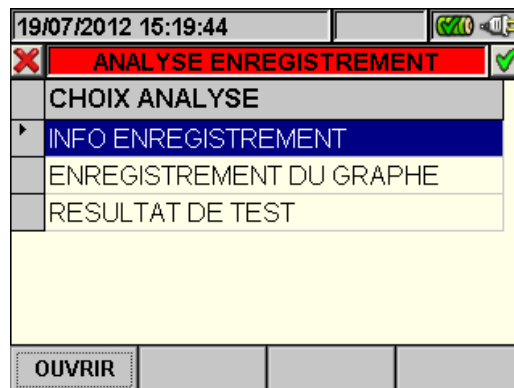 19/07/2012 15:19:44
ANALYSE ENREGISTREMENT
CHOIX ANALYSE
INFO ENREGISTREMENT
ENREGISTREMENT DU GRAPHE
RESULTAT DE TEST
OUVRIR